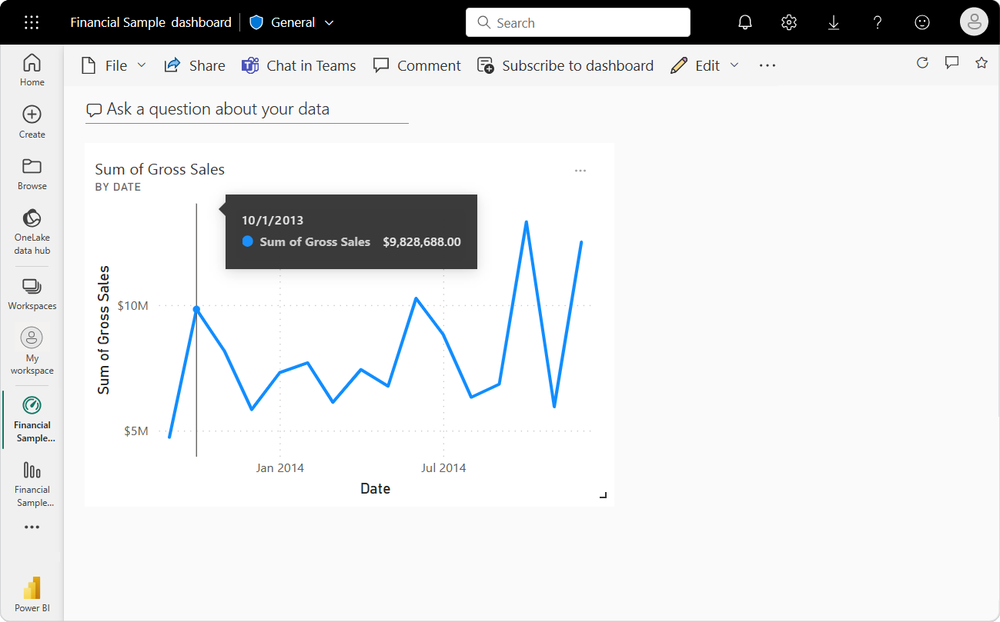 Financial Sample dashboard
General
Search
File
Share
Chat in Teams
Comment
Subscribe to dashboard
Edit
Home
Create
Browse
OneLake
data hub
Workspaces
My
workspace
Financial
Sample...
Financial
Sample...
Power BI
Ask a question about your data
Sum of Gross Sales
BY DATE
10/1/2013
Sum of Gross Sales $9,828,688.00
Sum of Gross Sales
$10M
$5M
Jan 2014
Jul 2014
Date